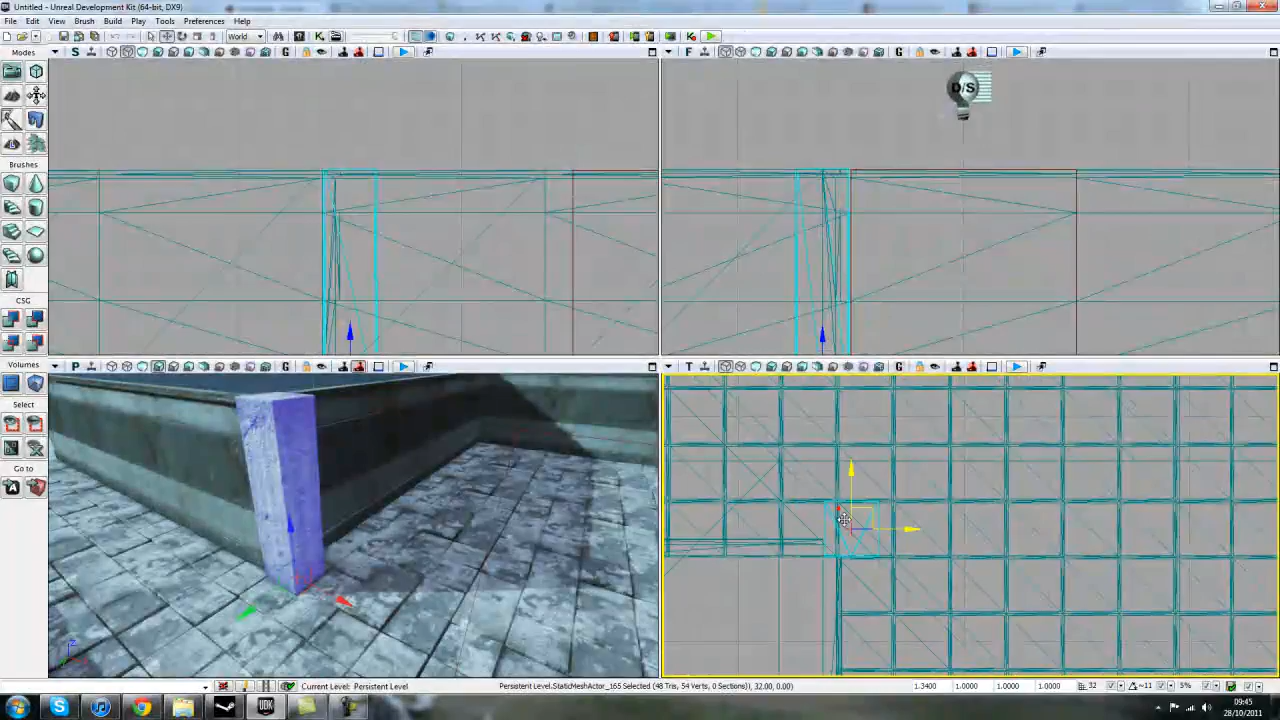 Untitled - Unreal Development Kit (64-bit, DX9)
File Edit View Brush Build Play Tools Preferences Help
Modes
World
S G
F G
D/S
Brushes
CSG
Volumes
P G
T G
Select
Go to
Z
Current Level: Persistent Level
Persistent Level.StaticMeshActor_165 Selected (48 Tris, 54 Verts, 0 Sections)), 32.00, 0.00)
1.3400 1.0000 1.0000 1.0000 32 ~11 5%
UDK
09:45
28/10/2011